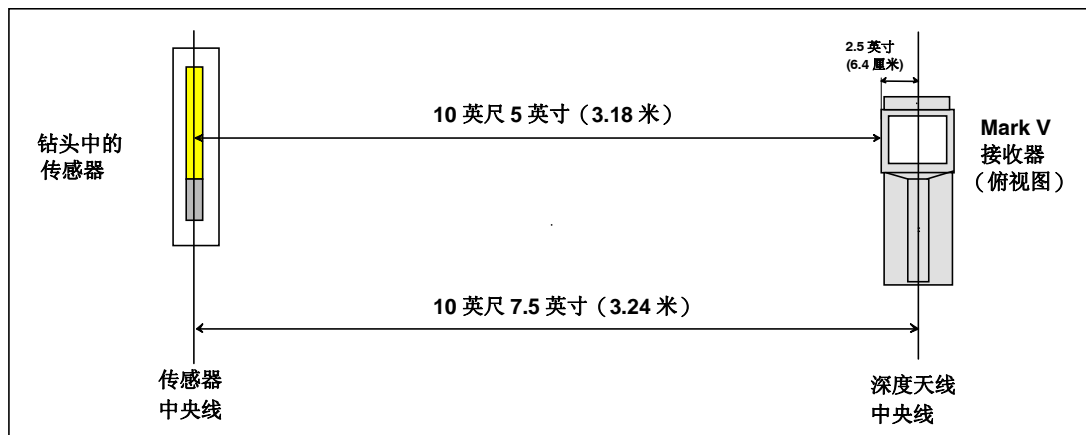 2.5 英寸
(6.4 厘米)
10 英尺 5 英寸（3.18 米）
钻头中的
传感器
Mark V
接收器
（俯视图）
10 英尺 7.5 英寸（3.24 米）
传感器
中央线
深度天线
中央线